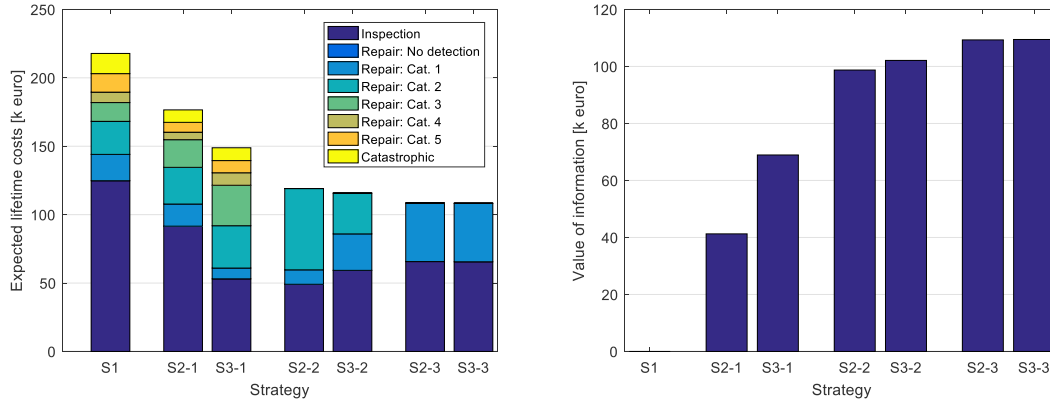 250
200
150
100
50
0
Expected lifetime costs [k euro]
Inspection
Repair: No detection
Repair: Cat. 1
Repair: Cat. 2
Repair: Cat. 3
Repair: Cat. 4
Repair: Cat. 5
Catastrophic
S1 S2-1 S3-1 S2-2 S3-2 S2-3 S3-3
Strategy
120
100
80
60
40
20
0
Value of information [k euro]
S1 S2-1 S3-1 S2-2 S3-2 S2-3 S3-3
Strategy